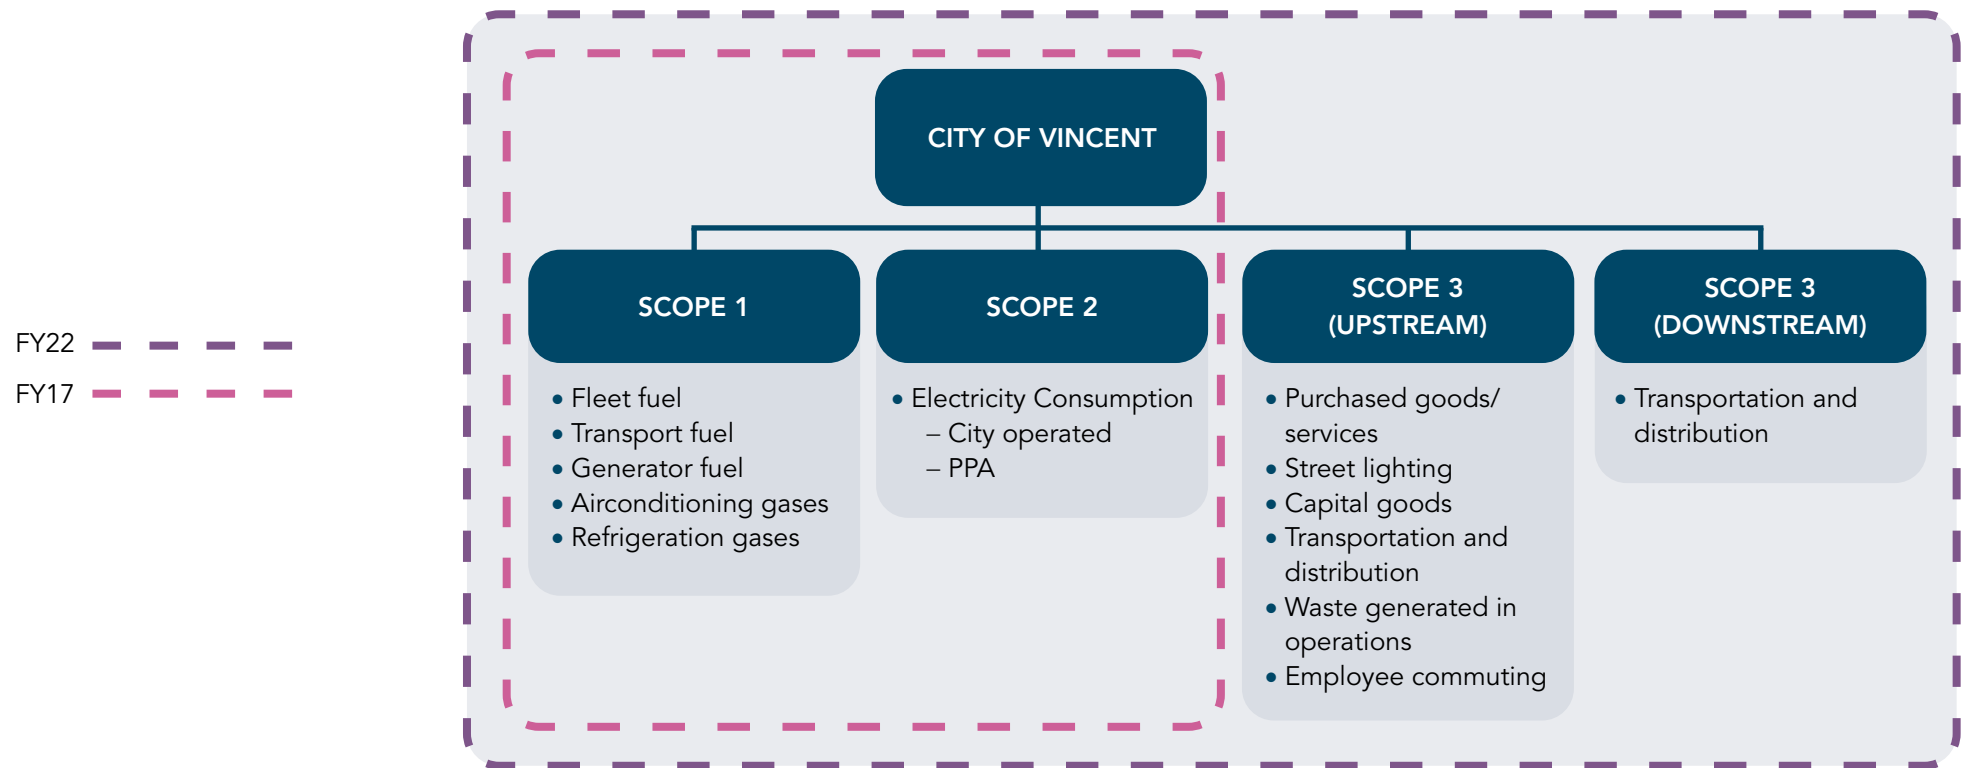 FY22
FY17
CITY OF VINCENT
SCOPE 1
• Fleet fuel
• Transport fuel
• Generator fuel
• Airconditioning gases
• Refrigeration gases
SCOPE 2
• Electricity Consumption
– City operated
– PPA
SCOPE 3
(UPSTREAM)
• Purchased goods/
services
• Street lighting
• Capital goods
• Transportation and
distribution
• Waste generated in
operations
• Employee commuting
SCOPE 3
(DOWNSTREAM)
• Transportation and
distribution